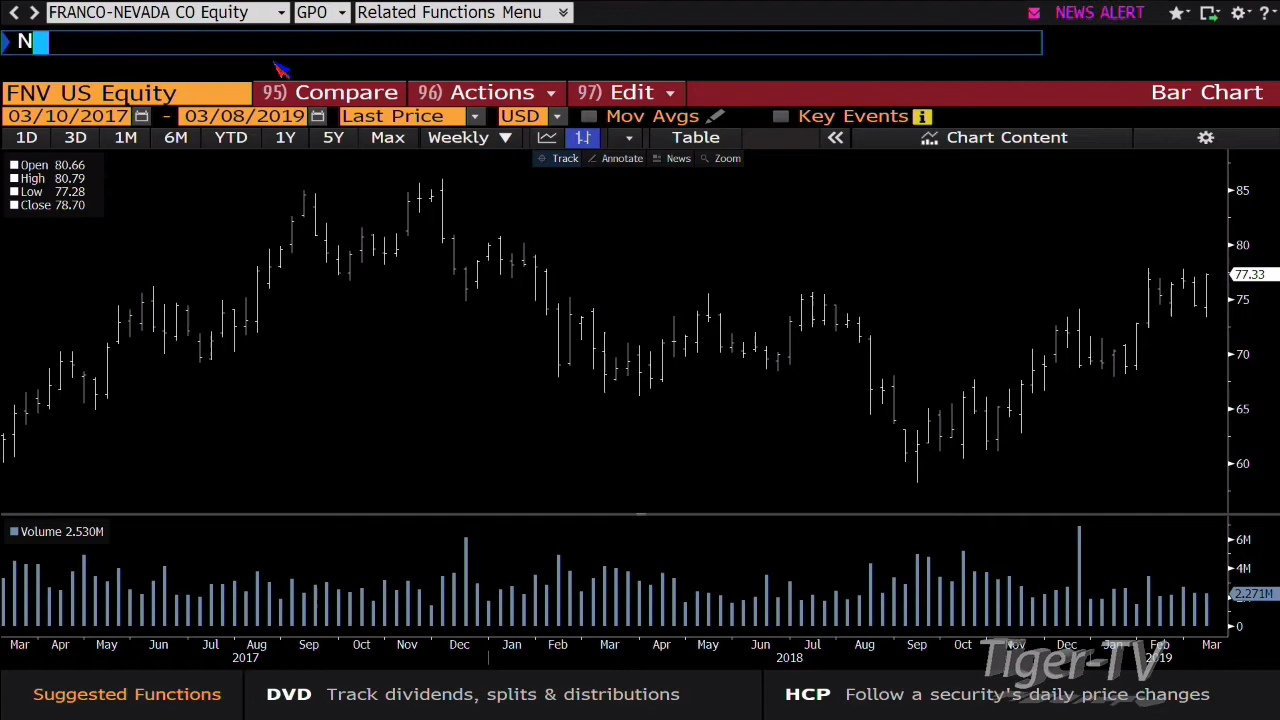 FRANCO-NEVADA CO Equity GPO Related Functions Menu NEWS ALERT ?
N
FNV US Equity 95) Compare 96) Actions 97) Edit Bar Chart
03/10/2017 - 03/08/2019 Last Price USD Mov Avgs Key Events i
1D 3D 1M 6M YTD 1Y 5Y Max Weekly Table Chart Content
Track Annotate News Zoom
Open 80.66
High 80.79
Low 77.28
Close 78.70
85
80
77.33
75
70
65
60
Volume 2.530M
6M
4M
2.271M
0
Mar Apr May Jun Jul Aug Sep Oct Nov Dec Jan Feb Mar Apr May Jun Jul Aug Sep Oct Nov Dec Jan Feb Mar
2017 2018 2019
Tiger-TV
Suggested Functions DVD Track dividends, splits & distributions HCP Follow a security's daily price changes